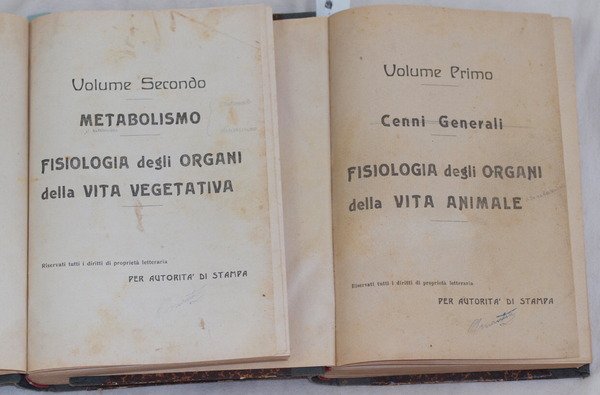 Volume Secondo
METABOLISMO
FISIOLOGIA degli ORGANI
della VITA VEGETATIVA
Riservati tutti i diritti di proprietà letteraria
PER AUTORITA' DI STAMPA
Volume Primo
Cenni Generali
FISIOLOGIA degli ORGANI
della VITA ANIMALE
Riservati tutti i diritti di proprietà letteraria
PER AUTORITA' DI STAMPA